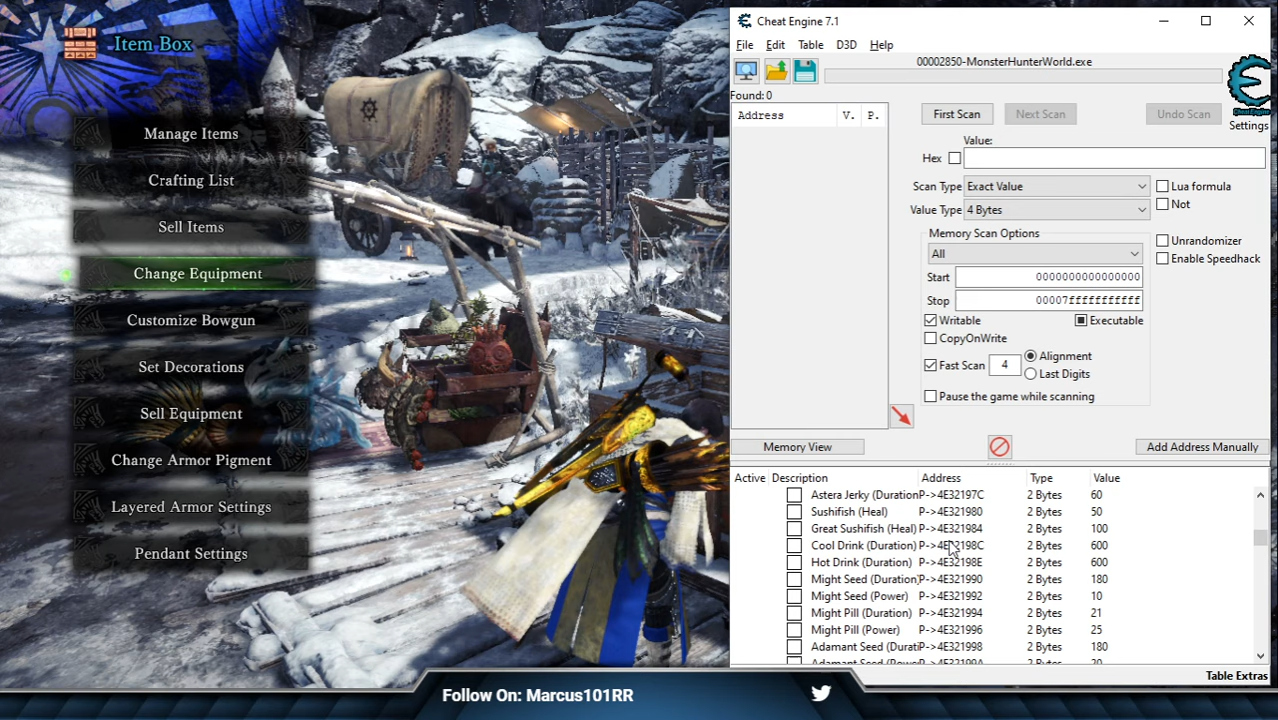 Item Box
Manage Items
Crafting List
Sell Items
Change Equipment
Customize Bowgun
Set Decorations
Sell Equipment
Change Armor Pigment
Layered Armor Settings
Pendant Settings
Cheat Engine 7.1
File Edit Table D3D Help
00002850-MonsterHunterWorld.exe
Found: 0
Address V. P.
First Scan Next Scan Undo Scan
Settings
Value:
Hex
Scan Type Exact Value Lua formula
Value Type 4 Bytes Not
Memory Scan Options
All
Unrandomizer
Enable Speedhack
Start 0000000000000000
Stop 00007fffffffffff
Writable Executable
CopyOnWrite
Fast Scan 4 Alignment
Last Digits
Pause the game while scanning
Memory View Add Address Manually
Active Description Address Type Value
Astera Jerky (Duration P->4E32197C 2 Bytes 60
Sushifish (Heal) P->4E321980 2 Bytes 50
Great Sushifish (Heal) P->4E321984 2 Bytes 100
Cool Drink (Duration) P->4E32198C 2 Bytes 600
Hot Drink (Duration) P->4E32198E 2 Bytes 600
Might Seed (Duration) P->4E321990 2 Bytes 180
Might Seed (Power) P->4E321992 2 Bytes 10
Might Pill (Duration) P->4E321994 2 Bytes 21
Might Pill (Power) P->4E321996 2 Bytes 25
Adamant Seed (Durati P->4E321998 2 Bytes 180
Adamant Seed (Powe P->4E32199A 2 Bytes 20
Table Extras
Follow On: Marcus101RR